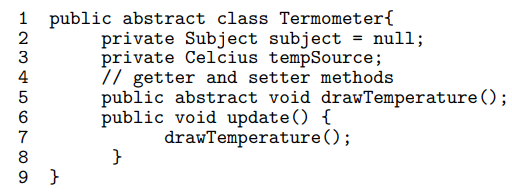 1 public abstract class Termometer{
2 private Subject subject = null;
3 private Celcius tempSource;
4 // getter and setter methods
5 public abstract void drawTemperature();
6 public void update() {
7 drawTemperature();
8 }
9 }